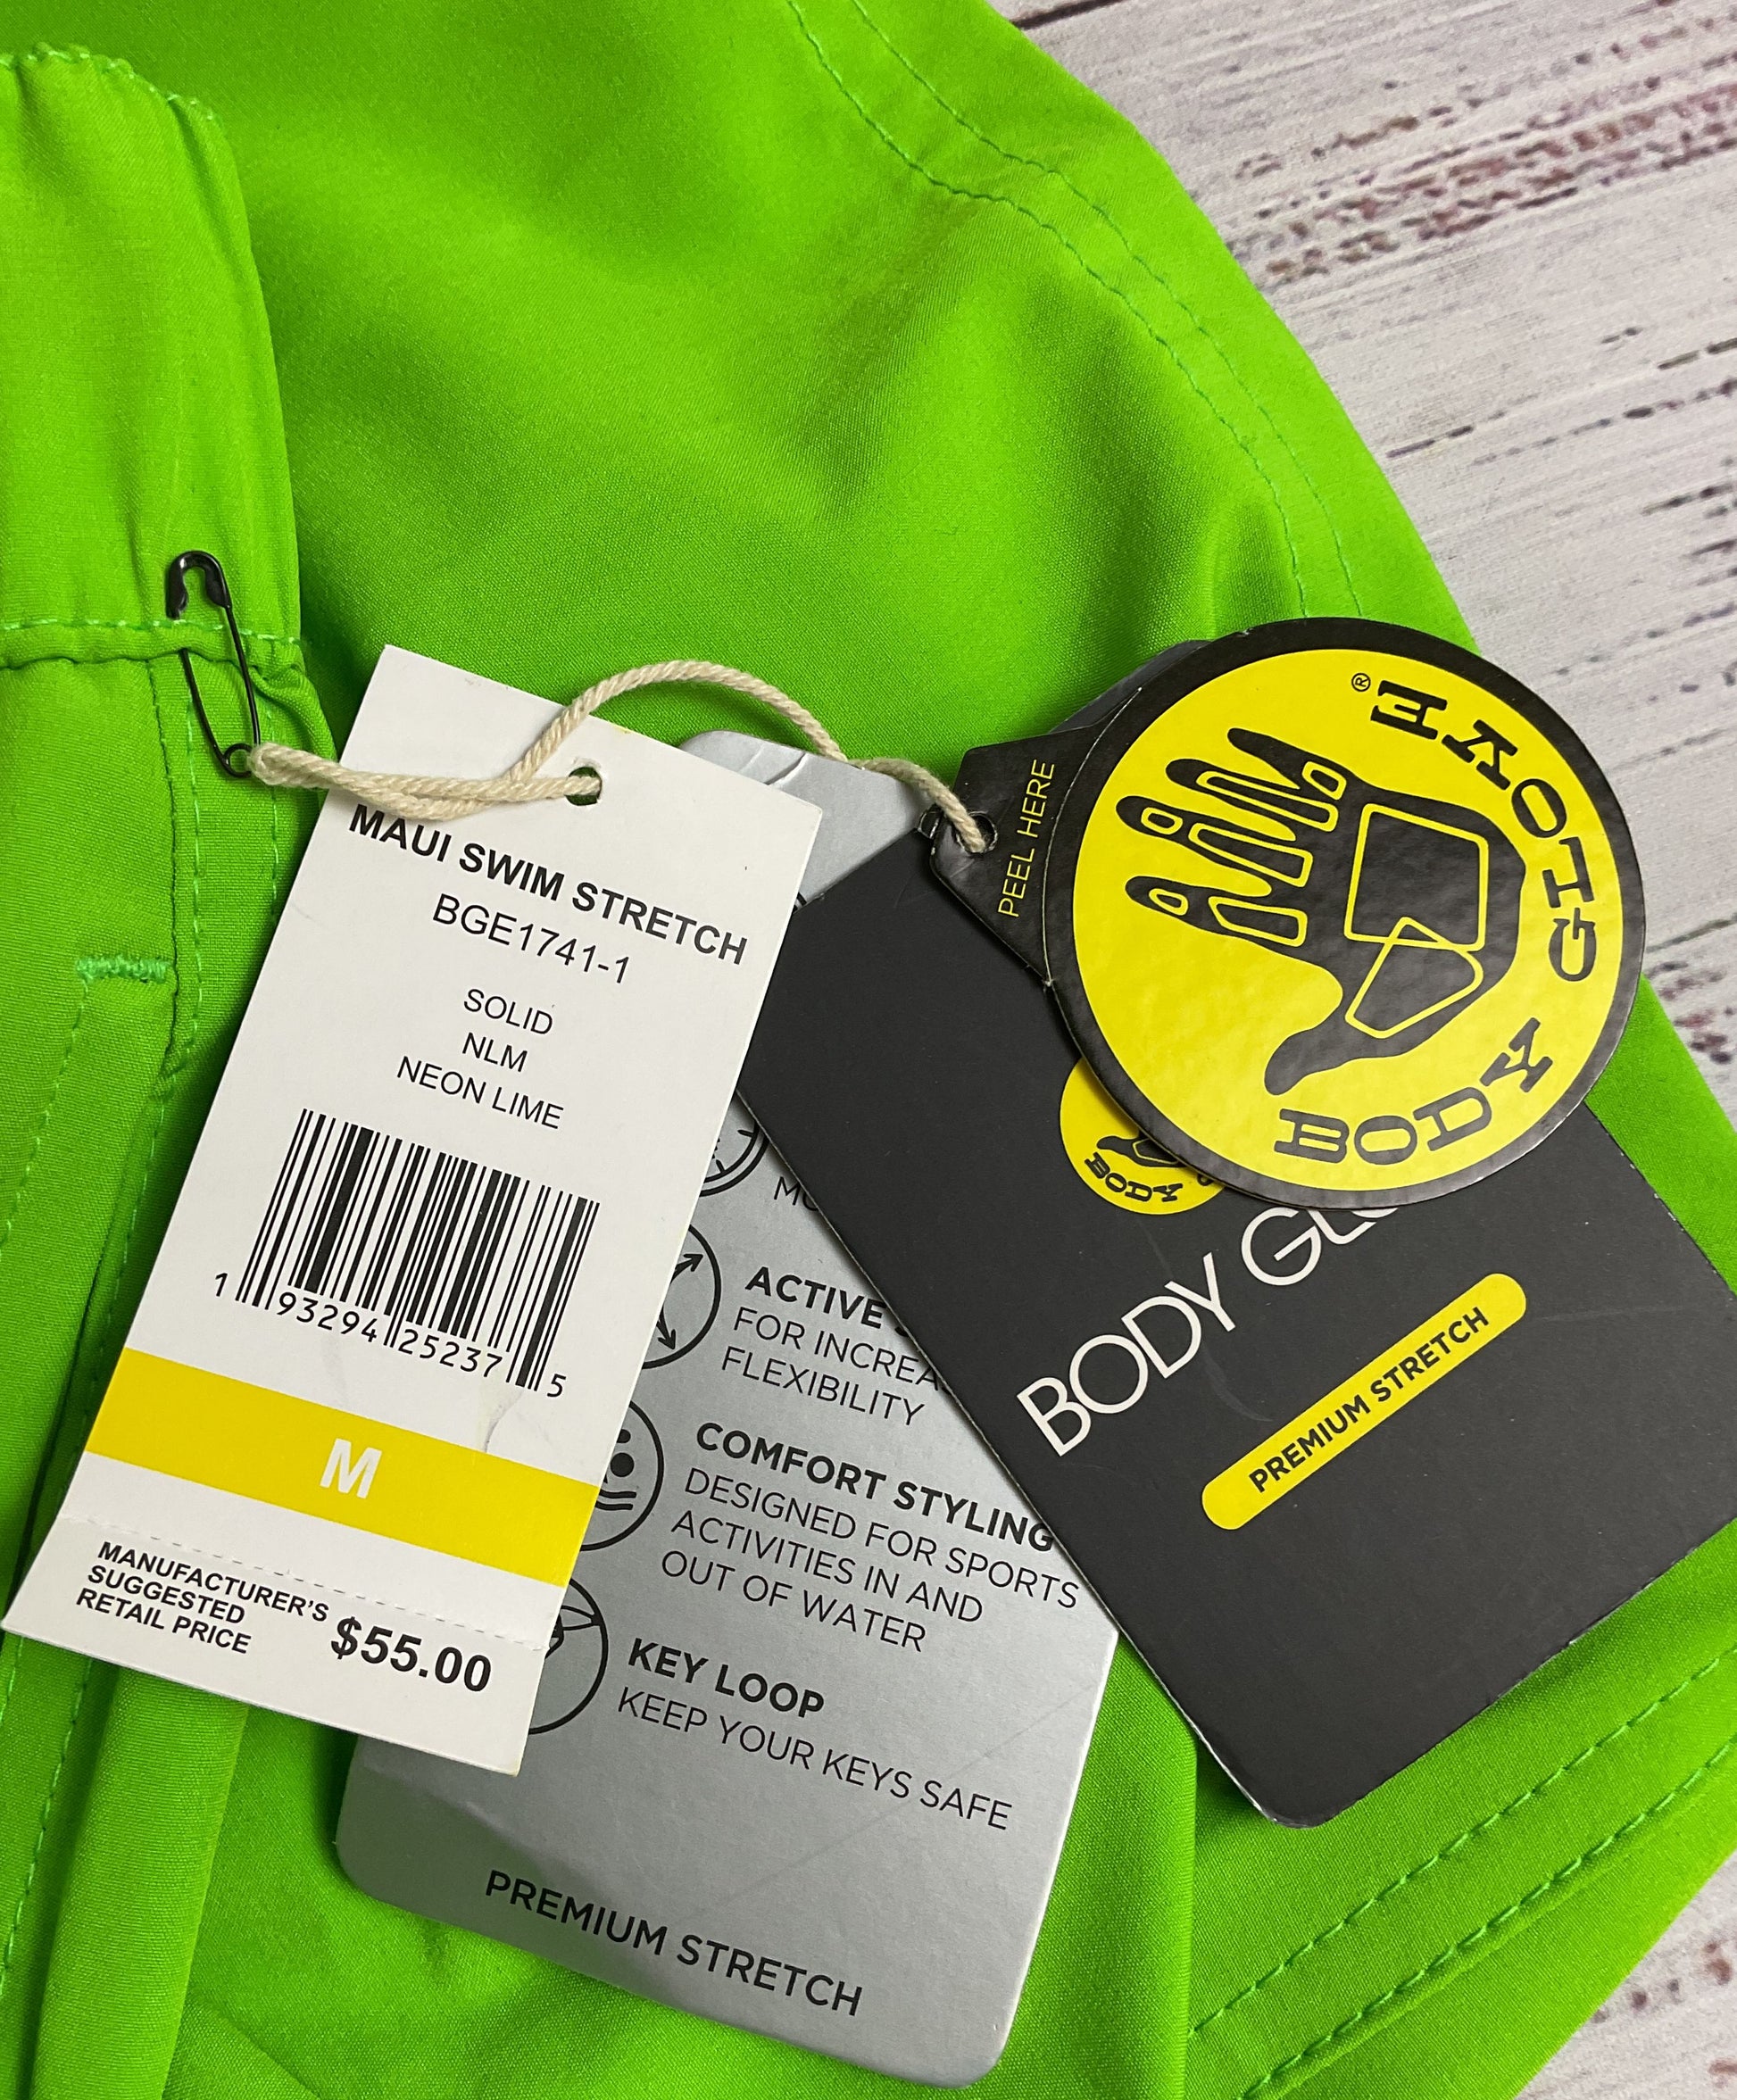 MAUI SWIM STRETCH
BGE1741-1
SOLID
NLM
NEON LIME
1 93294 25237 5
M
MANUFACTURER'S
SUGGESTED
RETAIL PRICE
$55.00
ACTIVE
FOR
FLEXIBILITY
COMFORT STYLING
DESIGNED FOR SPORTS
ACTIVITIES IN AND
OUT OF WATER
KEY LOOP
KEEP YOUR KEYS SAFE
PREMIUM STRETCH
PEEL HERE
BODY GLOVE®
BODY
BODY
PREMIUM STRETCH